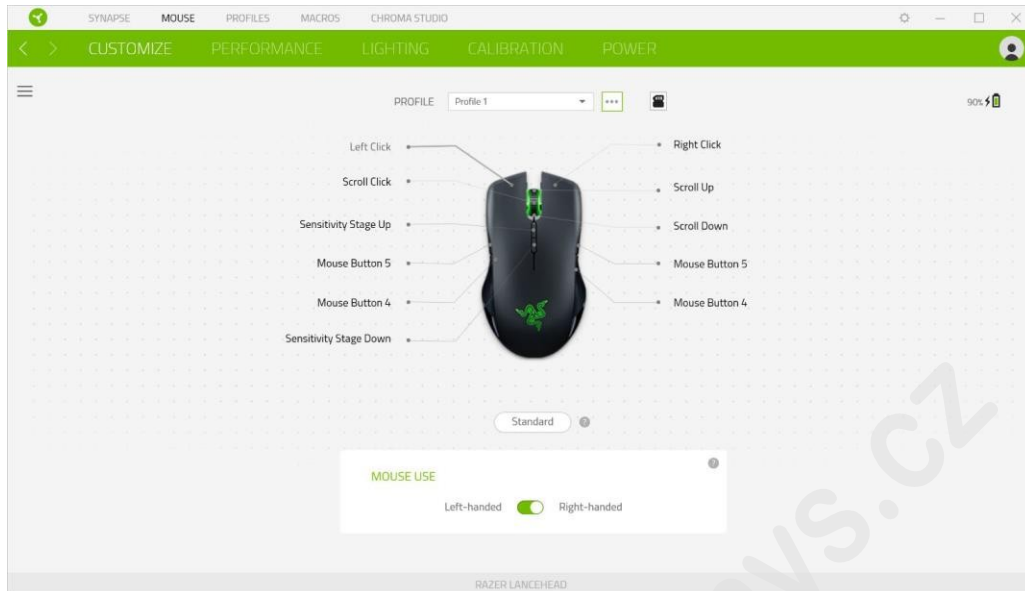 SYNAPSE MOUSE PROFILES MACROS CHROMA STUDIO
CUSTOMIZE PERFORMANCE LIGHTING CALIBRATION POWER
PROFILE Profile 1 90%
Left Click Right Click
Scroll Click Scroll Up
Sensitivity Stage Up Scroll Down
Mouse Button 5 Mouse Button 5
Mouse Button 4 Mouse Button 4
Sensitivity Stage Down
Standard ?
MOUSE USE ?
Left-handed Right-handed
RAZER LANCEHEAD